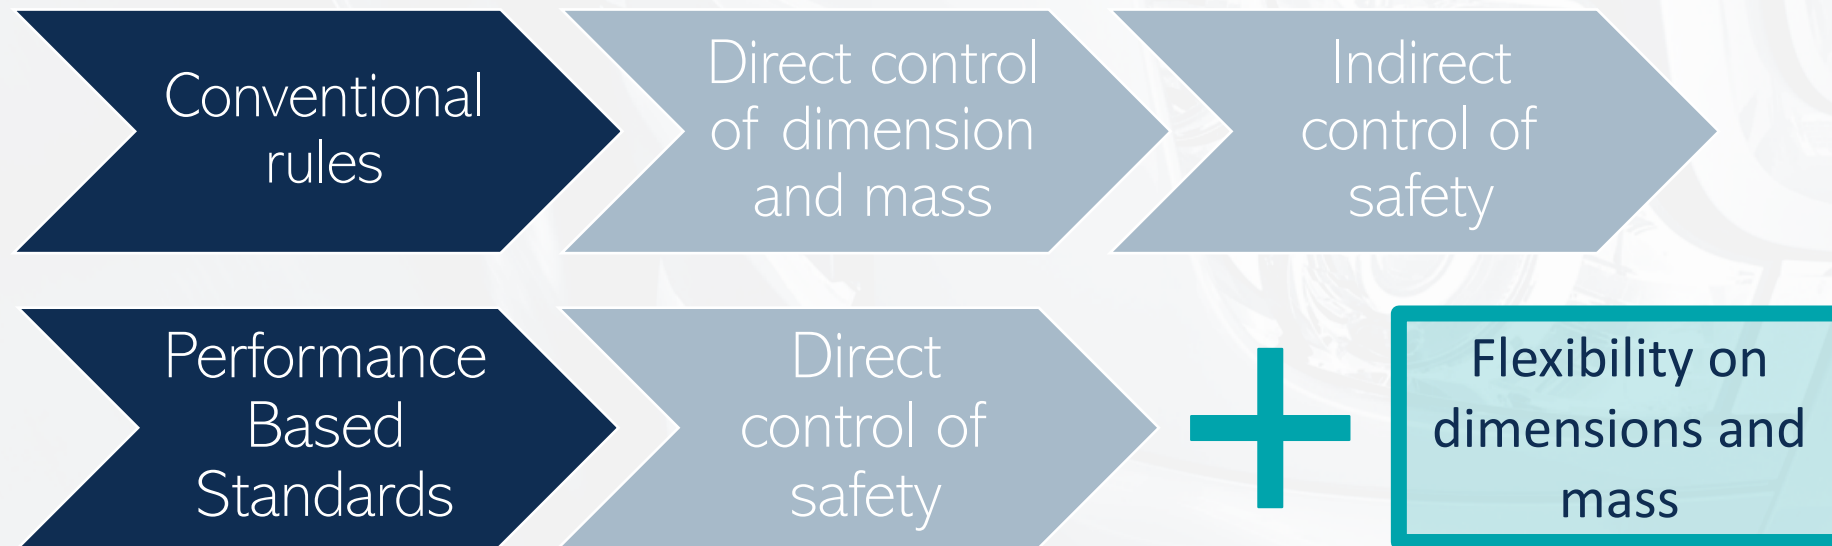 Conventional
rules
Direct control
of dimension
and mass
Indirect
control of
safety
Performance
Based
Standards
Direct
control of
safety
Flexibility on
dimensions and
mass